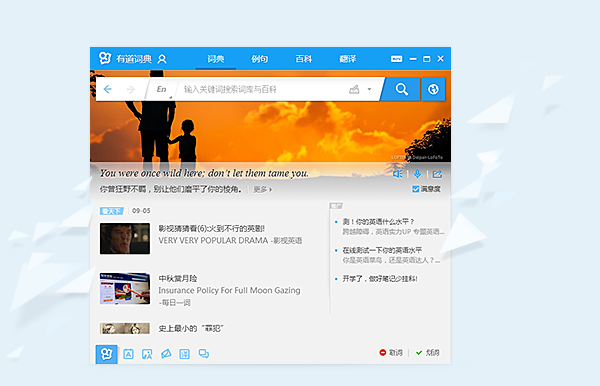 有道词典
词典 例句 百科 翻译
En 输入关键词搜索词库与百科
You were once wild here; don't let them tame you.
你曾狂野不羁，别让他们磨平了你的棱角。 更多
满意度
看天下 09-05
影视猜猜看(6):火到不行的英剧!
VERY VERY POPULAR DRAMA -影视英语
中秋赏月险
Insurance Policy For Full Moon Gazing
-每日一词
史上最小的“罪犯”
测！你的英语什么水平？
跨越障碍，英语实力UP 专题英语...
在线测试一下你的英语水平
你是英语菜鸟，还是英语达人？...
开学了，做好笔记少挂科!
取词 划词